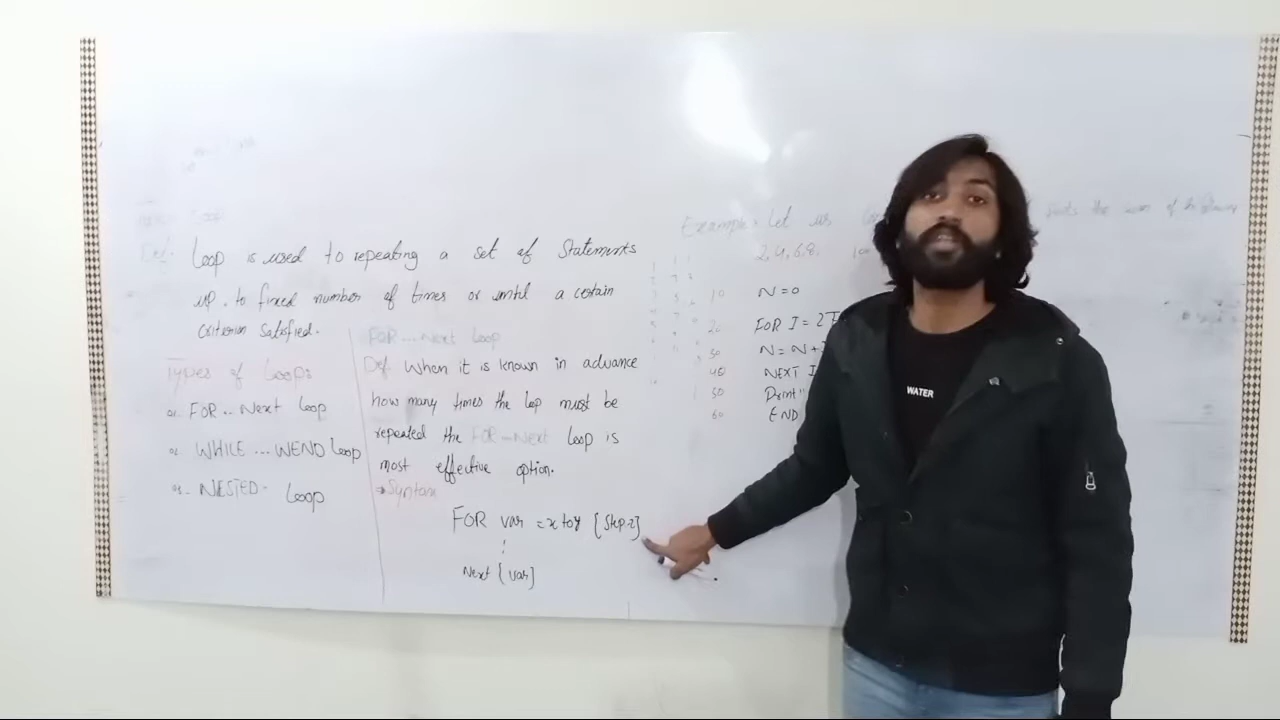 Def: Loop is used to repeating a set of Statements
up to fixed number of times or until a certain
criterion satisfied.
Types of Loops
FOR .. Next loop
WHILE ... WEND Loop
NESTED - Loop
FOR ... Next loop
Def: When it is known in advance
how many times the loop must be
repeated the FOR - Next loop is
most effective option.
⇒ Syntax
FOR var = x to y [Step z]
Next [var]
Example: Let us
2, 4, 6, 8,
10 N=0
20 FOR I = 2
30 N = N +
40 NEXT I
50 Print "
60 END
WATER